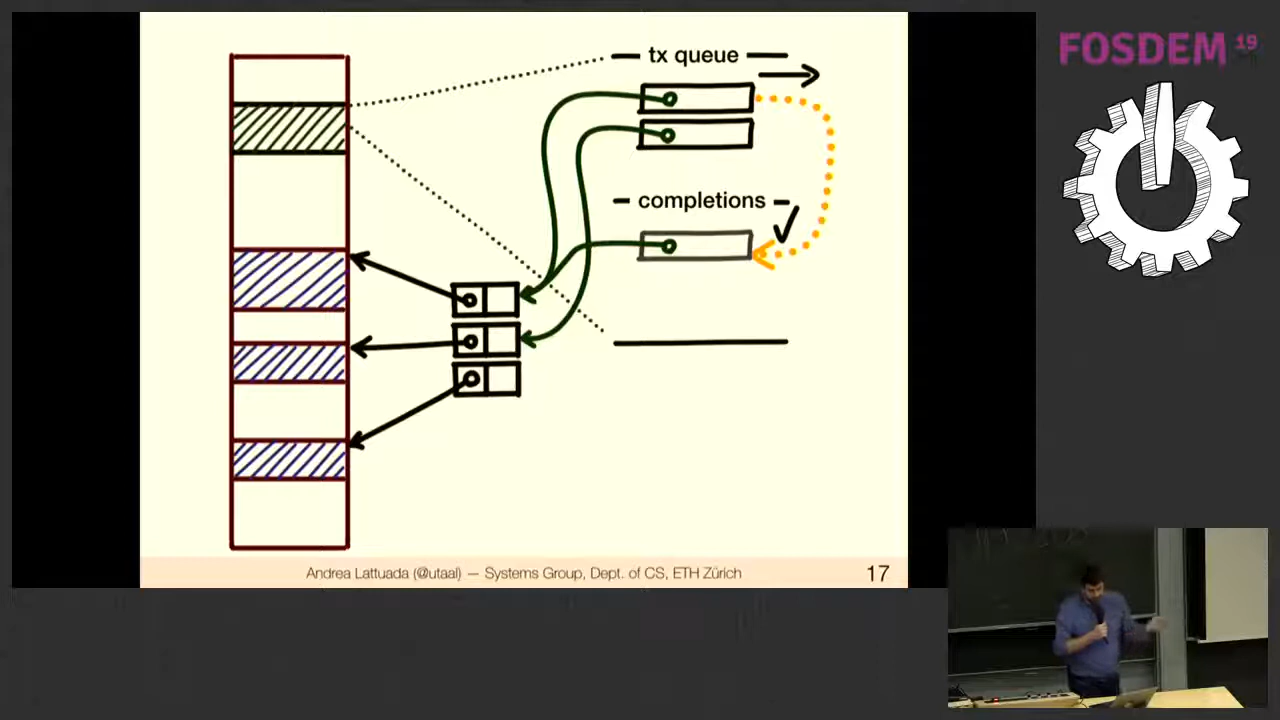 tx queue
completions
Andrea Lattuada (@utaal) — Systems Group, Dept. of CS, ETH Zürich
17
FOSDEM 19